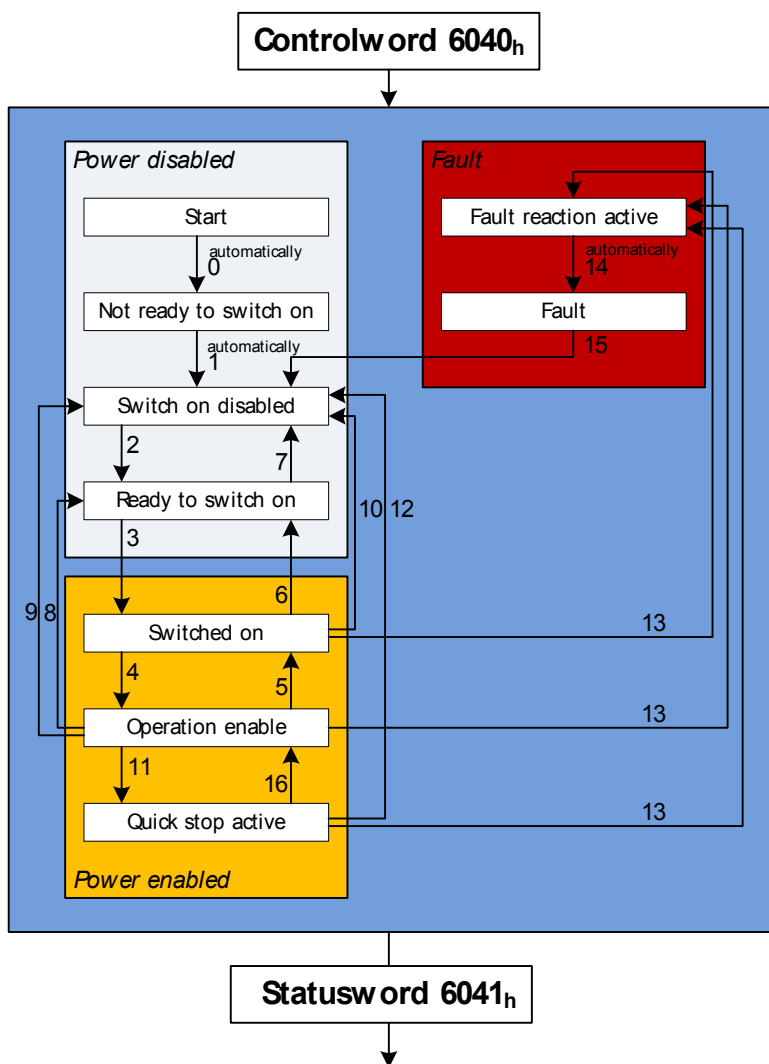 Controlword 6040h
Power disabled
Fault
Start
Fault reaction active
automatically
0
automatically
14
Not ready to switch on
Fault
automatically
1
15
Switch on disabled
2
7
Ready to switch on
10
12
3
9
8
6
Switched on
13
4
5
Operation enable
13
11
16
Quick stop active
13
Power enabled
Statusword 6041h